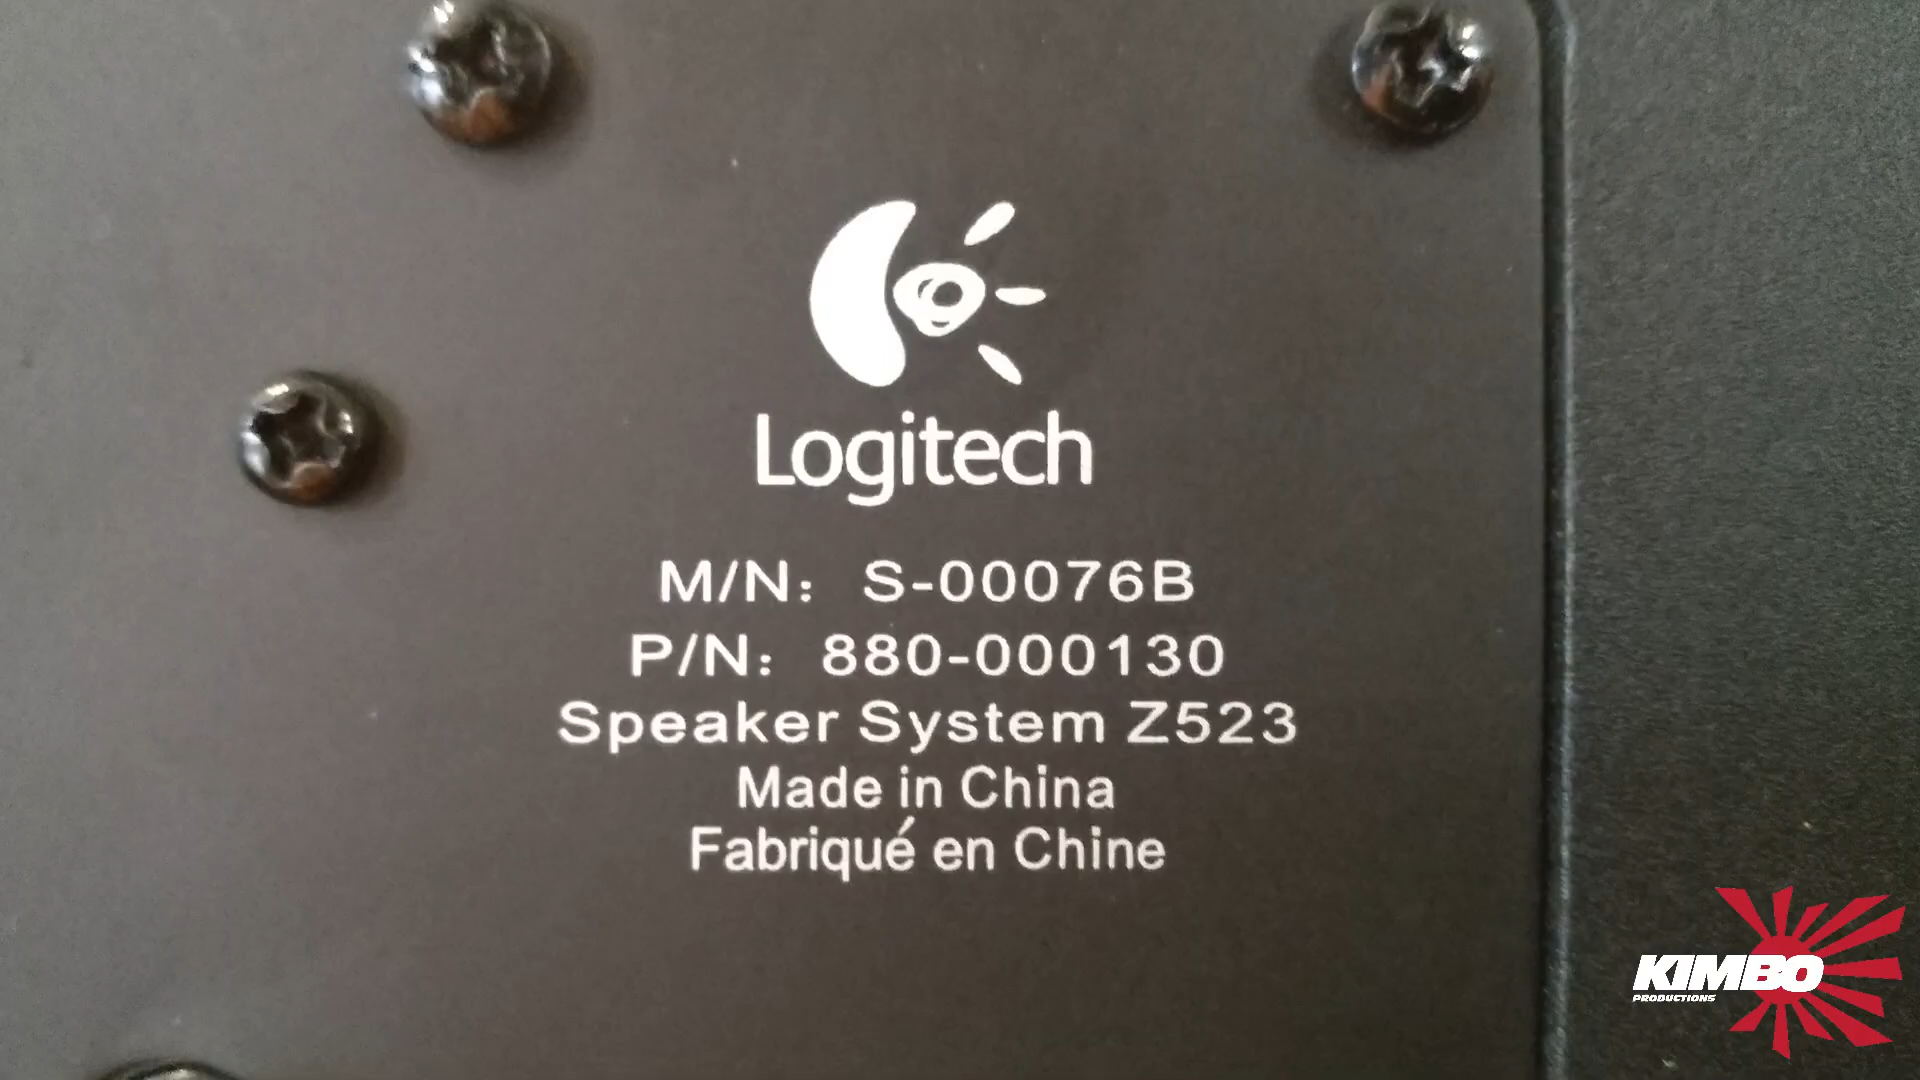 Logitech
M/N: S-00076B
P/N: 880-000130
Speaker System Z523
Made in China
Fabriqué en Chine
KIMBO
PRODUCTIONS